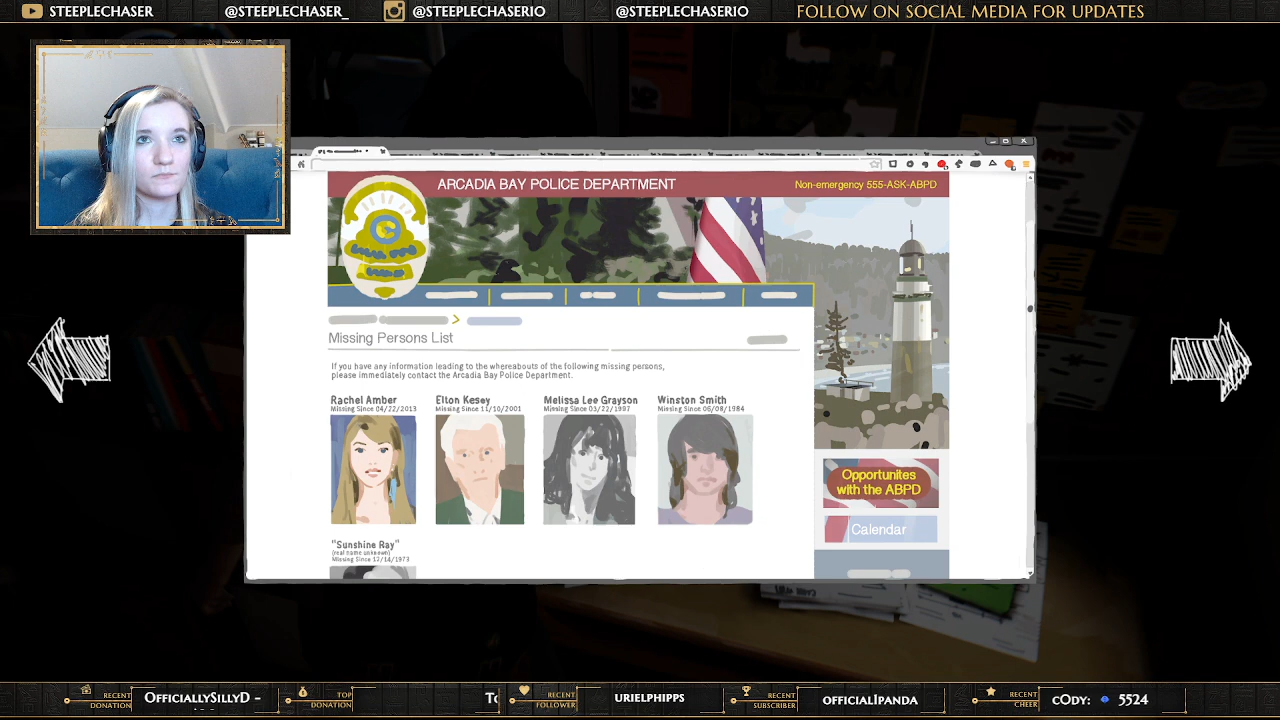 STEEPLECHASER
@STEEPLECHASER_
@STEEPLECHASERIO
@STEEPLECHASERIO
FOLLOW ON SOCIAL MEDIA FOR UPDATES
ARCADIA BAY POLICE DEPARTMENT
Non-emergency 555-ASK-ABPD
Missing Persons List
If you have any information leading to the whereabouts of the following missing persons,
please immediately contact the Arcadia Bay Police Department.
Rachel Amber
Missing Since 04/22/2013
Elton Kesey
Missing Since 11/10/2001
Melissa Lee Grayson
Missing Since 03/22/1997
Winston Smith
Missing Since 06/08/1984
"Sunshine Ray"
(real name unknown)
Missing Since 12/14/1973
Opportunites
with the ABPD
Calendar
RECENT
DONATION
OFFICIALLYSILLYD -
TOP
DONATION
To
RECENT
FOLLOWER
URIELPHIPPS
RECENT
SUBSCRIBER
OFFICIAL1PANDA
RECENT
CHEER
CODY: 5524